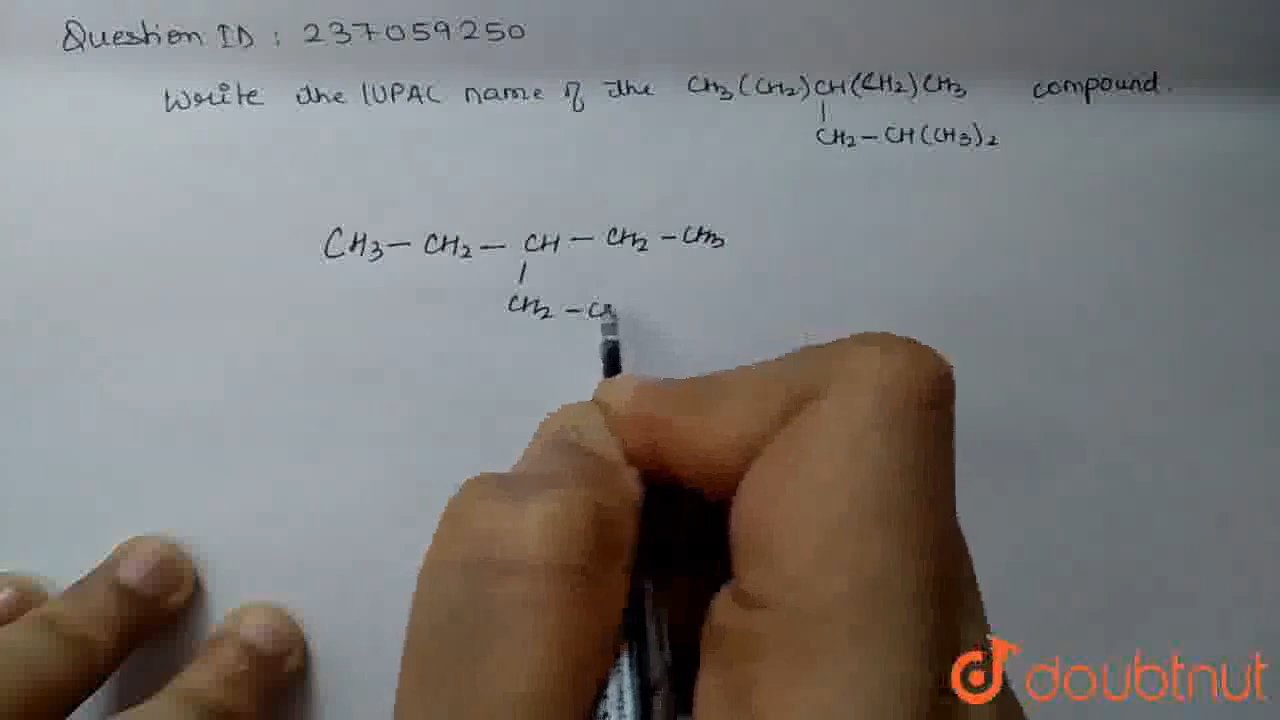 Question ID : 237059250
Write the IUPAC name of the CH3(CH2)CH(CH2)CH3 compound.
|
CH2-CH(CH3)2
CH3-CH2-CH-CH2-CH3
|
CH2-C
doubtnut